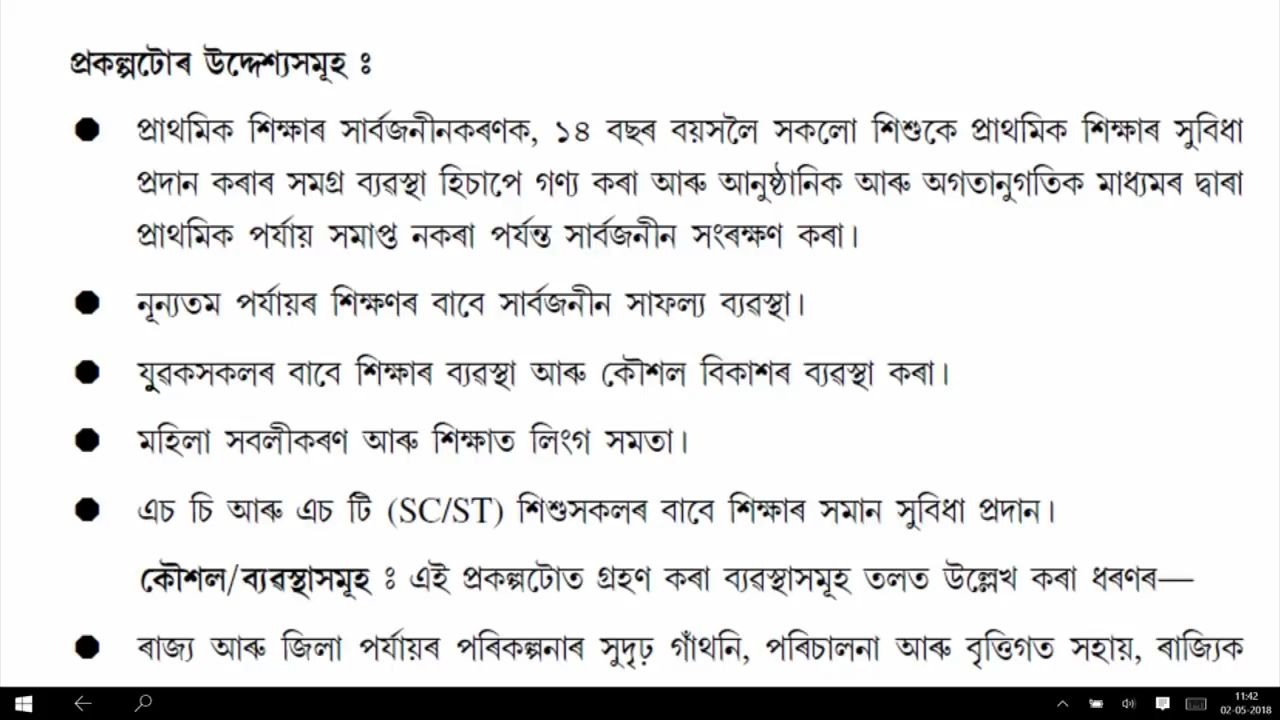 প্ৰকল্পটোৰ উদ্দেশ্যসমূহ ঃ
● প্ৰাথমিক শিক্ষাৰ সাৰ্বজনীনকৰণক, ১৪ বছৰ বয়সলৈ সকলো শিশুকে প্ৰাথমিক শিক্ষাৰ সুবিধা
প্ৰদান কৰাৰ সমগ্ৰ ব্যৱস্থা হিচাপে গণ্য কৰা আৰু আনুষ্ঠানিক আৰু অগতানুগতিক মাধ্যমৰ দ্বাৰা
প্ৰাথমিক পৰ্যায় সমাপ্ত নকৰা পৰ্যন্ত সাৰ্বজনীন সংৰক্ষণ কৰা।
● নূন্যতম পৰ্যায়ৰ শিক্ষণৰ বাবে সাৰ্বজনীন সাফল্য ব্যৱস্থা।
● যুৱকসকলৰ বাবে শিক্ষাৰ ব্যৱস্থা আৰু কৌশল বিকাশৰ ব্যৱস্থা কৰা।
● মহিলা সবলীকৰণ আৰু শিক্ষাত লিংগ সমতা।
● এচ চি আৰু এচ টি (SC/ST) শিশুসকলৰ বাবে শিক্ষাৰ সমান সুবিধা প্ৰদান।
কৌশল/ব্যৱস্থাসমূহ ঃ এই প্ৰকল্পটোত গ্ৰহণ কৰা ব্যৱস্থাসমূহ তলত উল্লেখ কৰা ধৰণৰ—
● ৰাজ্য আৰু জিলা পৰ্যায়ৰ পৰিকল্পনাৰ সুদৃঢ় গাঁথনি, পৰিচালনা আৰু বৃত্তিগত সহায়, ৰাজ্যিক
11:42
02-05-2018